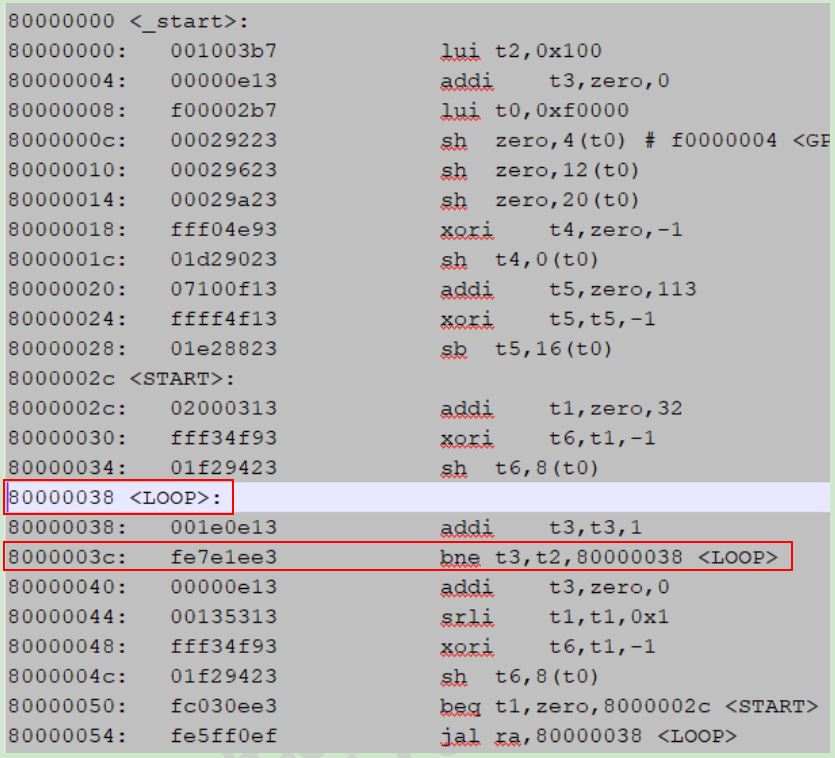 80000000 <_start>:
80000000: 001003b7 lui t2,0x100
80000004: 00000e13 addi t3,zero,0
80000008: f00002b7 lui t0,0xf0000
8000000c: 00029223 sh zero,4(t0) # f0000004 <GP
80000010: 00029623 sh zero,12(t0)
80000014: 00029a23 sh zero,20(t0)
80000018: fff04e93 xori t4,zero,-1
8000001c: 01d29023 sh t4,0(t0)
80000020: 07100f13 addi t5,zero,113
80000024: ffff4f13 xori t5,t5,-1
80000028: 01e28823 sb t5,16(t0)
8000002c <START>:
8000002c: 02000313 addi t1,zero,32
80000030: fff34f93 xori t6,t1,-1
80000034: 01f29423 sh t6,8(t0)
80000038 <LOOP>:
80000038: 001e0e13 addi t3,t3,1
8000003c: fe7e1ee3 bne t3,t2,80000038 <LOOP>
80000040: 00000e13 addi t3,zero,0
80000044: 00135313 srli t1,t1,0x1
80000048: fff34f93 xori t6,t1,-1
8000004c: 01f29423 sh t6,8(t0)
80000050: fc030ee3 beq t1,zero,8000002c <START>
80000054: fe5ff0ef jal ra,80000038 <LOOP>